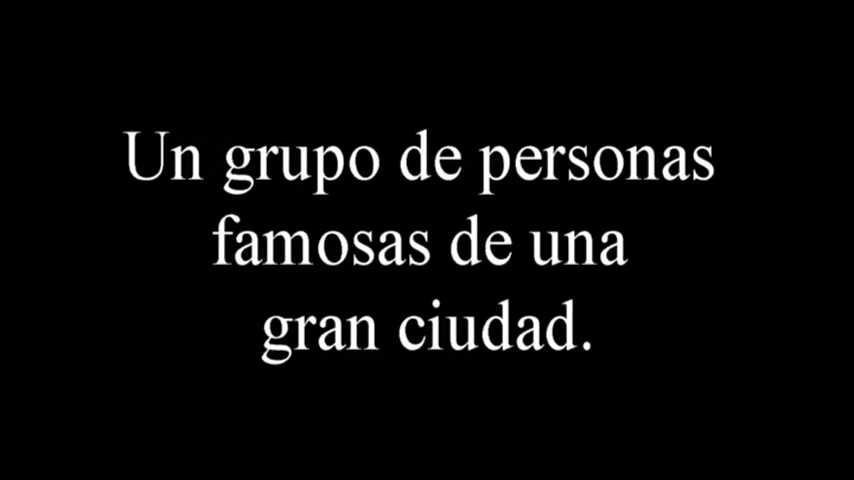 Un grupo de personas
famosas de una
gran ciudad.